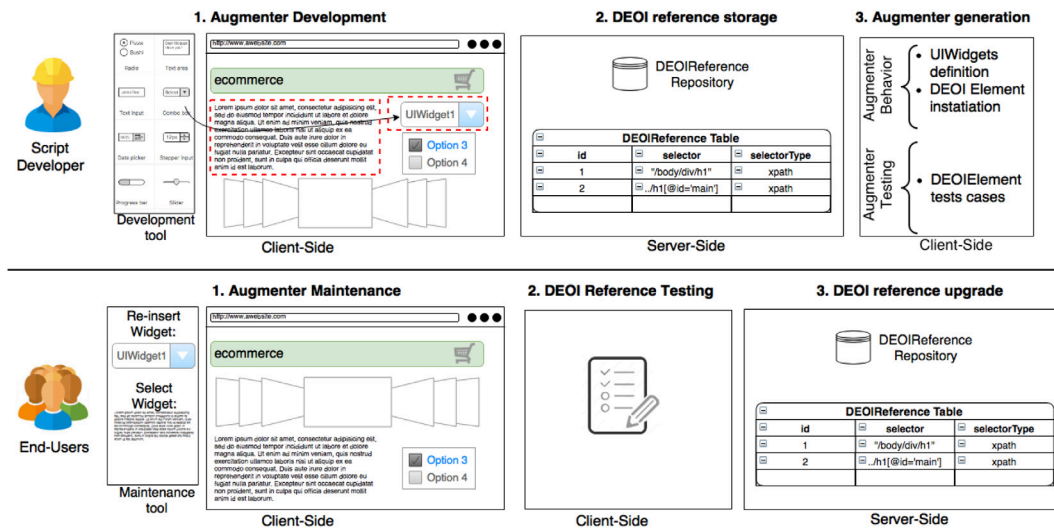 1. Augmenter Development
2. DEOI reference storage
3. Augmenter generation
Script
Developer
Pizza
Sushi
Radio
Text area
Text Input
Combo box
Date picker
Stepper Input
Progress bar
Slider
Development
tool
http://www.awebsite.com
ecommerce
Lorem ipsum dolor sit amet, consectetur adipisicing elit,
sed do eiusmod tempor incididunt ut labore et dolore
magna aliqua. Ut enim ad minim veniam, quis nostrud
exercitation ullamco laboris nisi ut aliquip ex ea
commodo consequat. Duis aute irure dolor in
reprehenderit in voluptate velit esse cillum dolore eu
fugiat nulla pariatur. Excepteur sint occaecat cupidatat
non proident, sunt in culpa qui officia deserunt mollit
anim id est laborum.
UIWidget1
Option 3
Option 4
Client-Side
DEOIReference
Repository
DEOIReference Table
id selector selectorType
1 "/body/div/h1" xpath
2 ../h1[@id='main'] xpath
Server-Side
Augmenter
Behavior
• UIWidgets
definition
• DEOI Element
instatiation
Augmenter
Testing
• DEOIElement
tests cases
Client-Side
1. Augmenter Maintenance
2. DEOI Reference Testing
3. DEOI reference upgrade
End-Users
Re-insert
Widget:
UIWidget1
Select
Widget:
Maintenance
tool
http://www.awebsite.com
ecommerce
Lorem ipsum dolor sit amet, consectetur adipisicing elit,
sed do eiusmod tempor incididunt ut labore et dolore
magna aliqua. Ut enim ad minim veniam, quis nostrud
exercitation ullamco laboris nisi ut aliquip ex ea
commodo consequat. Duis aute irure dolor in
reprehenderit in voluptate velit esse cillum dolore eu
fugiat nulla pariatur. Excepteur sint occaecat cupidatat
non proident, sunt in culpa qui officia deserunt mollit
anim id est laborum.
Option 3
Option 4
Client-Side
Client-Side
DEOIReference
Repository
DEOIReference Table
id selector selectorType
1 "/body/div/h1" xpath
2 ../h1[@id='main'] xpath
Server-Side